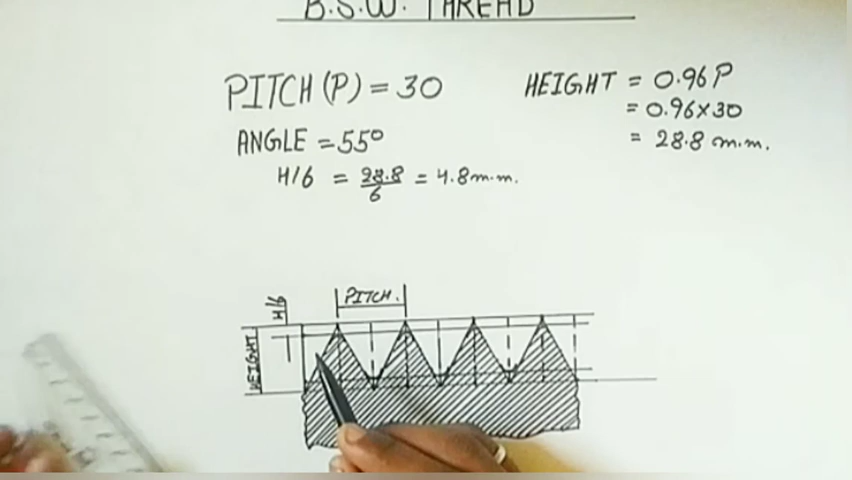 B.S.W. THREAD
PITCH (P) = 30
ANGLE = 55°
H/6 = 28.8/6 = 4.8 m.m.
HEIGHT = 0.96 P
= 0.96 × 30
= 28.8 m.m.
H/6
PITCH.
HEIGHT